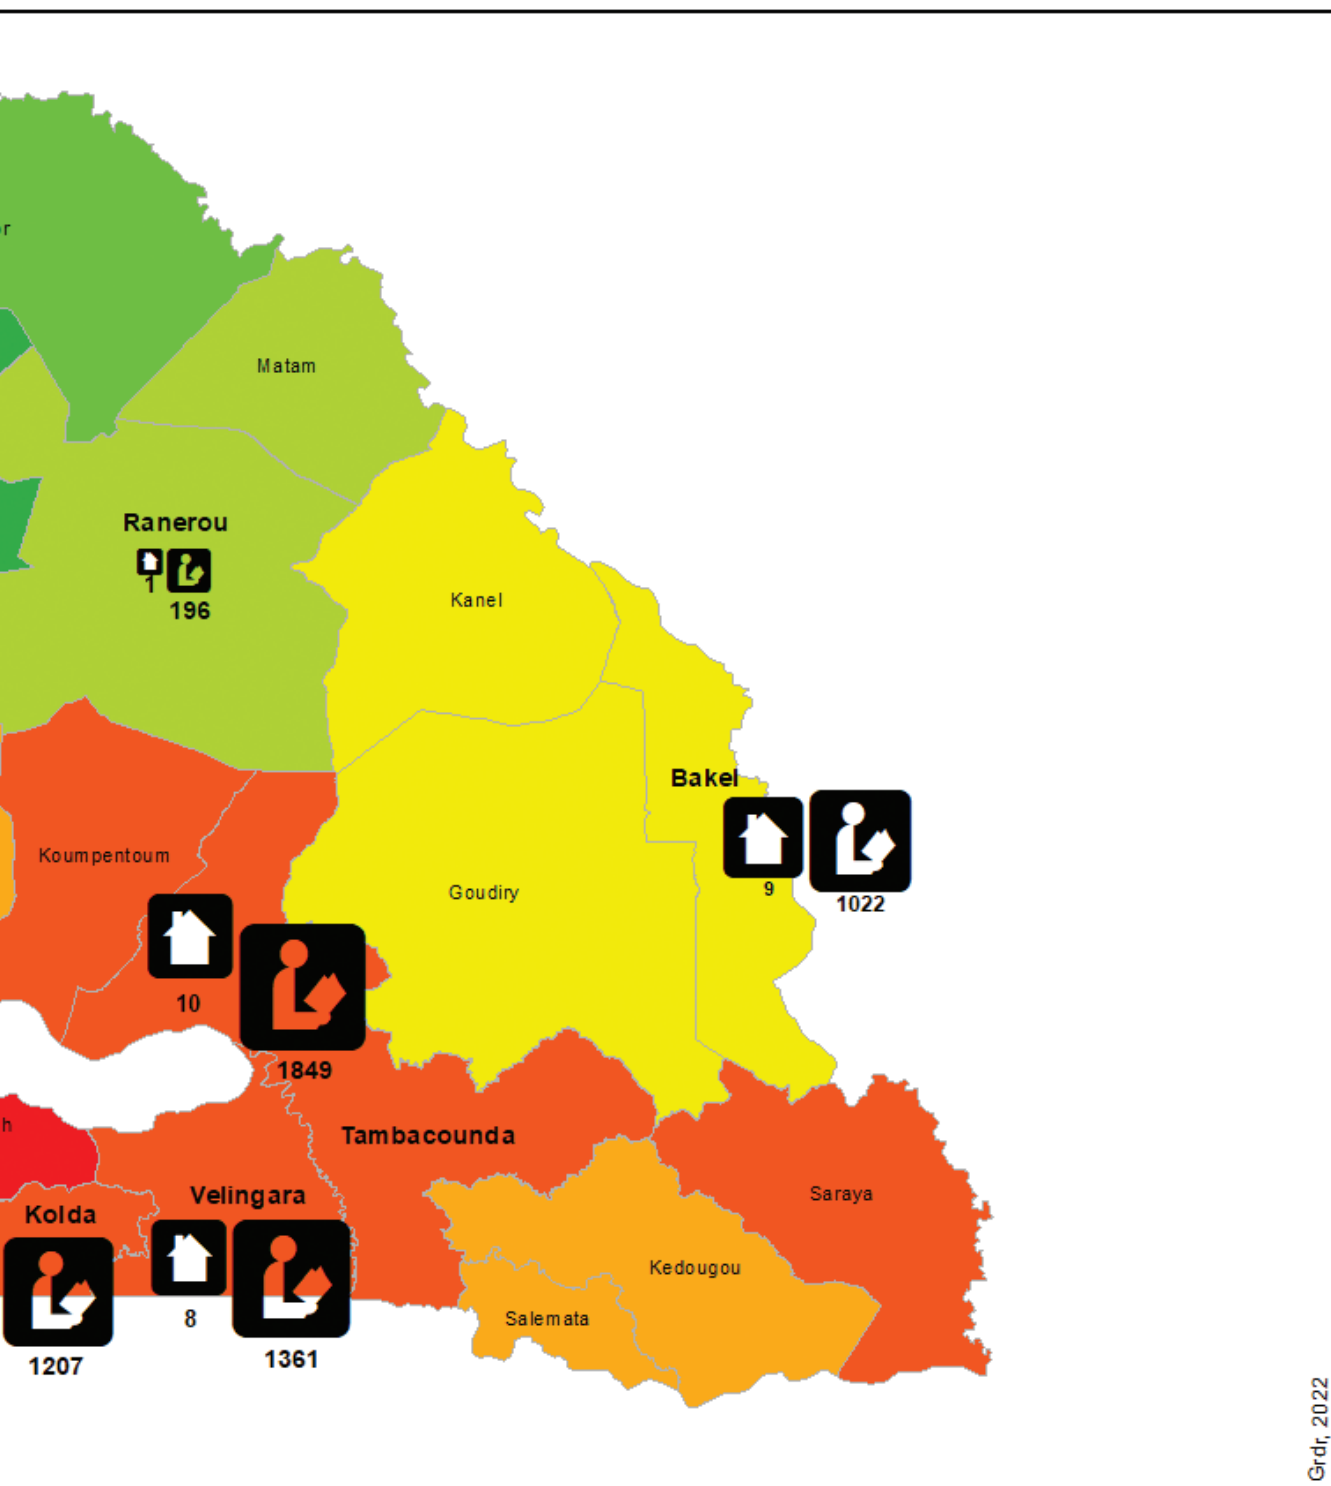 r
Matam
Ranerou
1
196
Kanel
Bakel
9
1022
Koumpentoum
Goudiry
10
1849
h
Tambacounda
Velingara
Kolda
Saraya
Kedougou
8
Salemata
1207
1361
Grdr, 2022